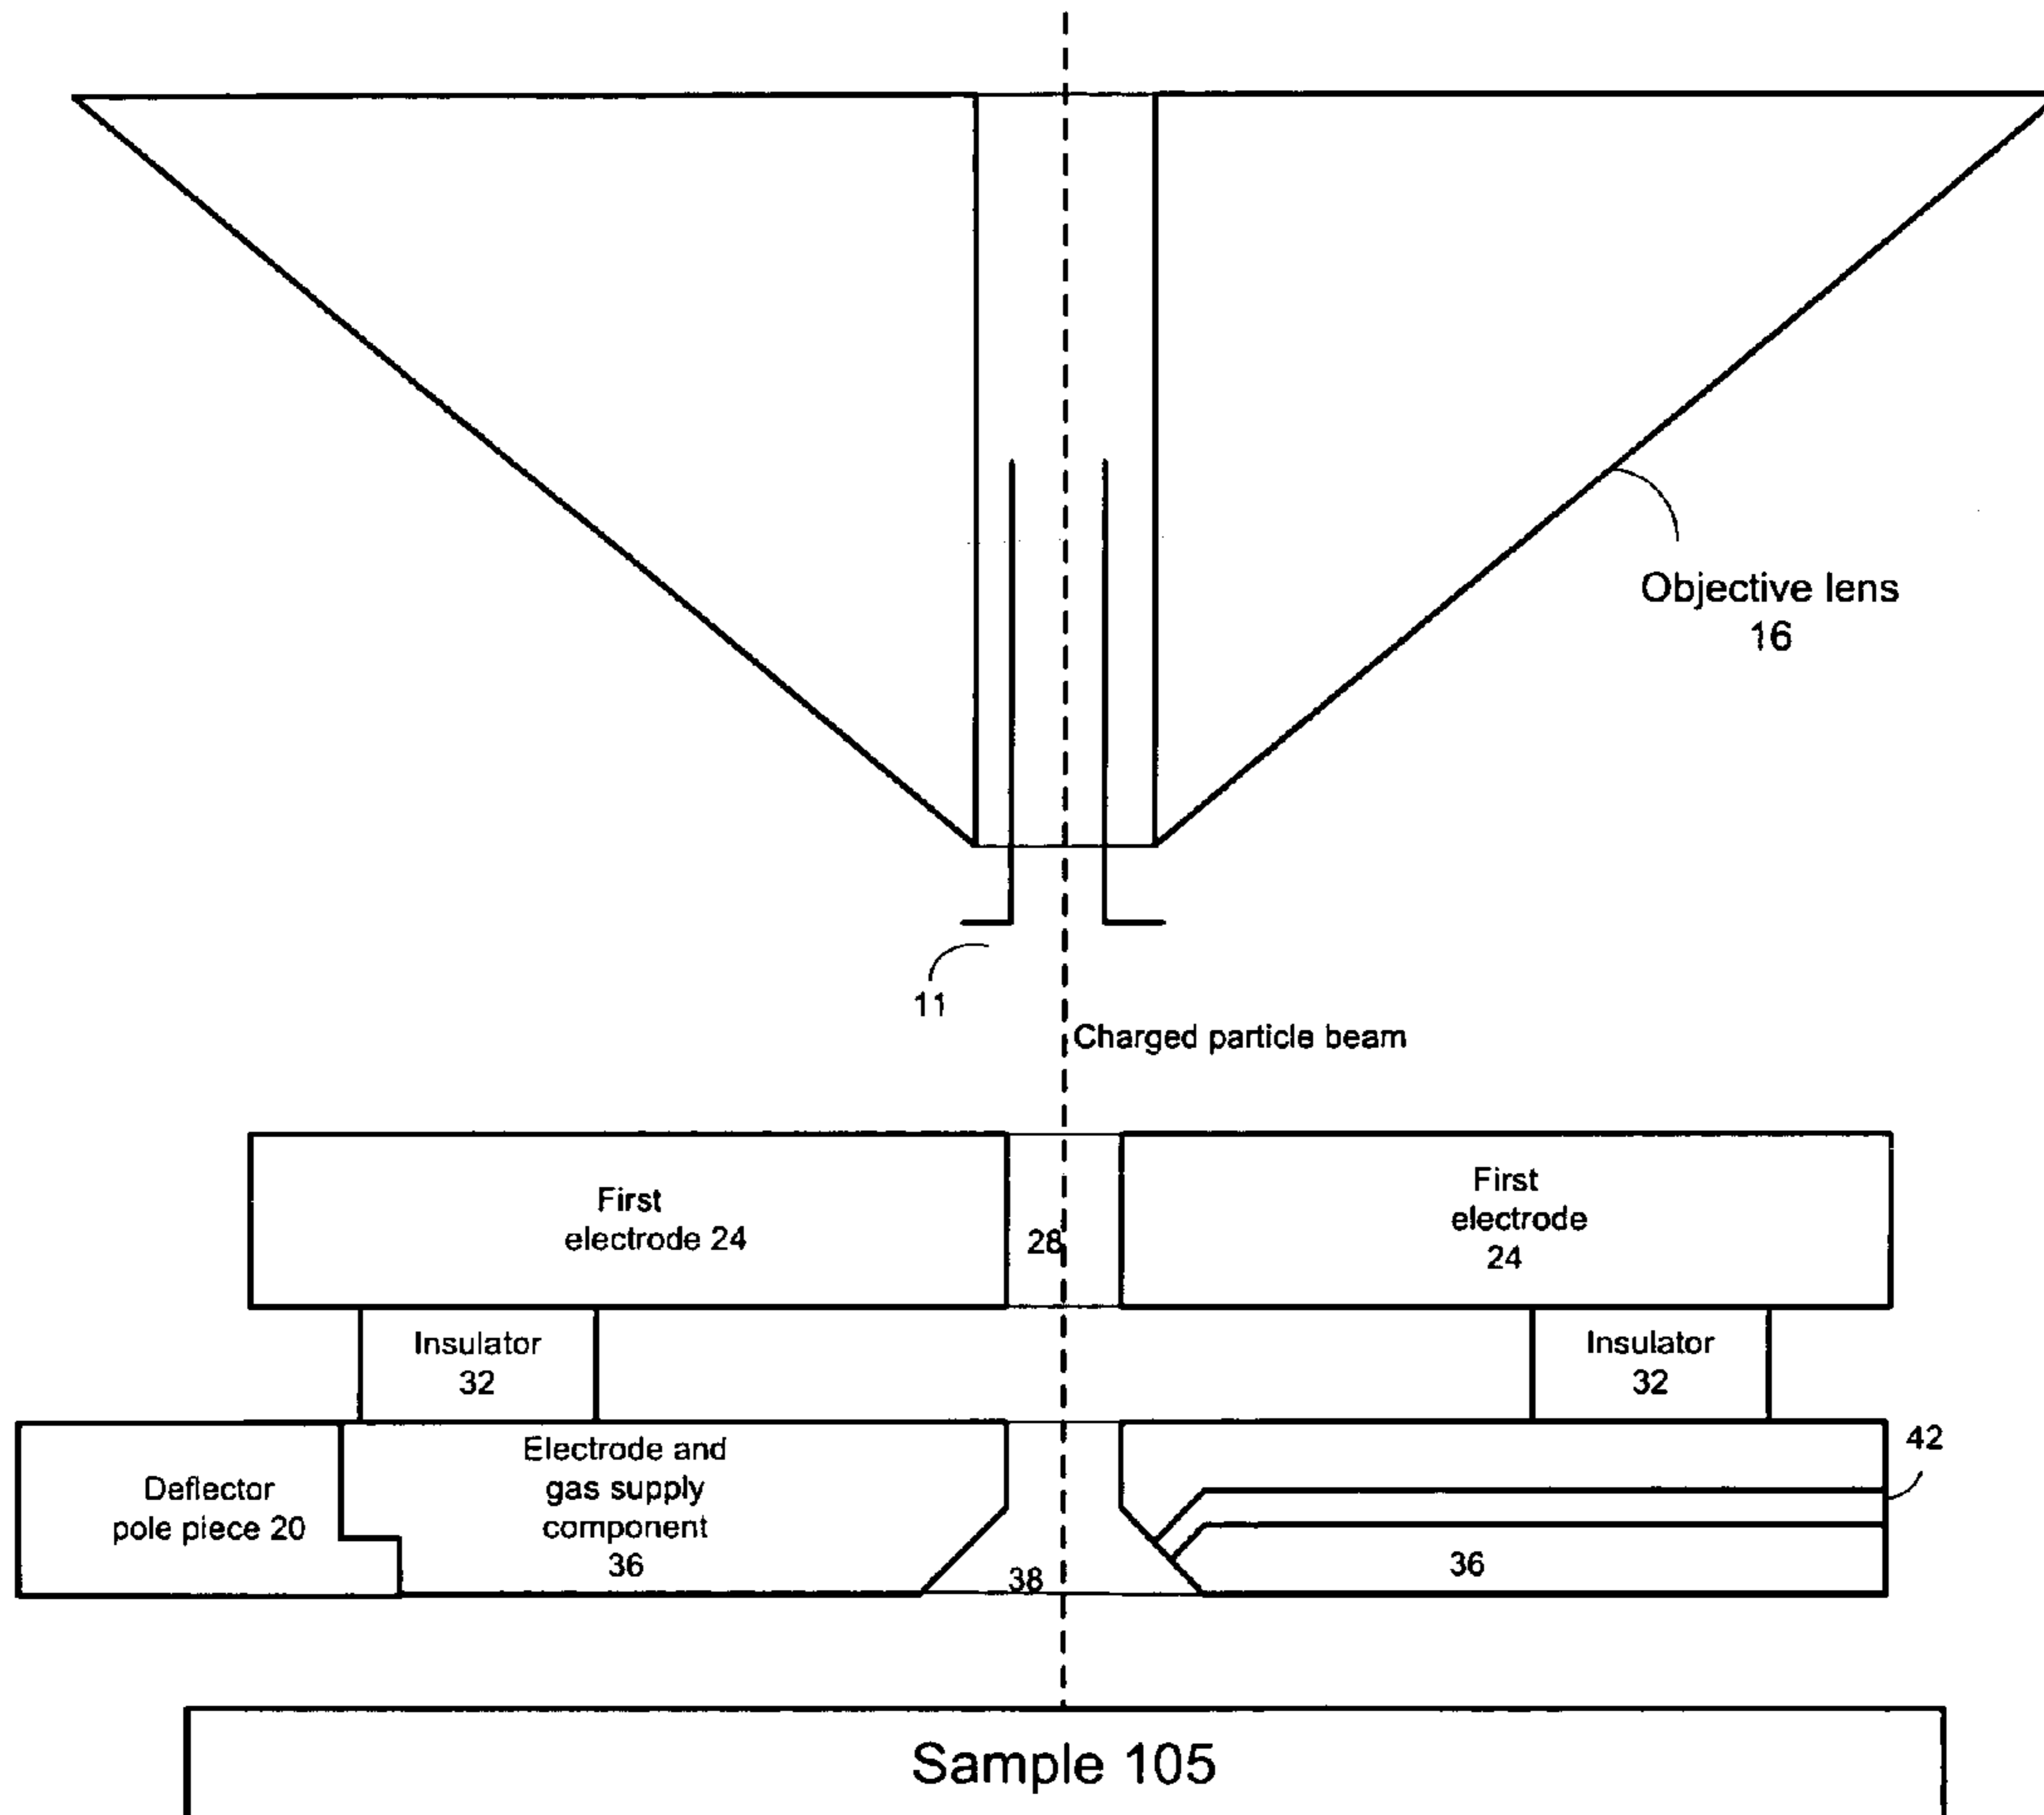 Objective lens
16
11
Charged particle beam
First
electrode 24
28
First
electrode
24
Insulator
32
Insulator
32
Deflector
pole piece 20
Electrode and
gas supply
component
36
38
36
42
Sample 105